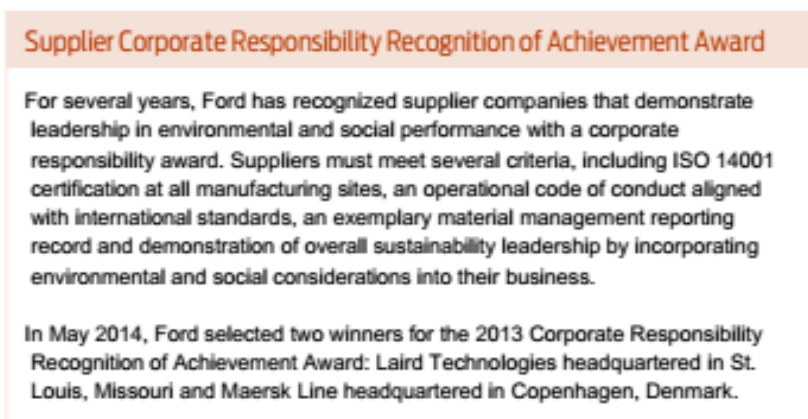 Supplier Corporate Responsibility Recognition of Achievement Award
For several years, Ford has recognized supplier companies that demonstrate
leadership in environmental and social performance with a corporate
responsibility award. Suppliers must meet several criteria, including ISO 14001
certification at all manufacturing sites, an operational code of conduct aligned
with international standards, an exemplary material management reporting
record and demonstration of overall sustainability leadership by incorporating
environmental and social considerations into their business.
In May 2014, Ford selected two winners for the 2013 Corporate Responsibility
Recognition of Achievement Award: Laird Technologies headquartered in St.
Louis, Missouri and Maersk Line headquartered in Copenhagen, Denmark.